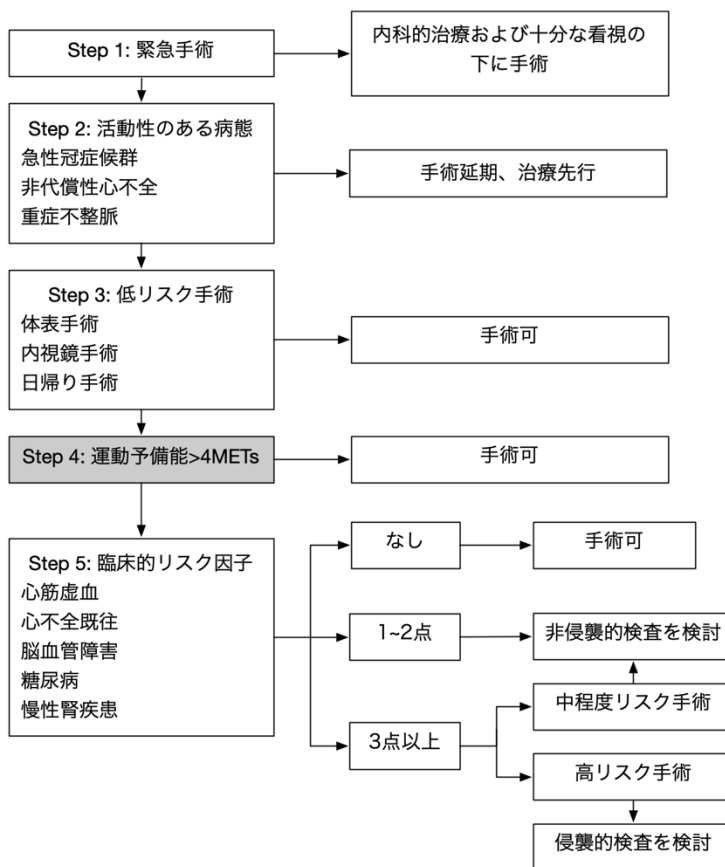 Step 1: 緊急手術
内科的治療および十分な看視の
下に手術
Step 2: 活動性のある病態
急性冠症候群
非代償性心不全
重症不整脈
手術延期、治療先行
Step 3: 低リスク手術
体表手術
内視鏡手術
日帰り手術
手術可
Step 4: 運動予備能>4METs
手術可
Step 5: 臨床的リスク因子
心筋虚血
心不全既往
脳血管障害
糖尿病
慢性腎疾患
なし
手術可
1~2点
非侵襲的検査を検討
3点以上
中程度リスク手術
高リスク手術
侵襲的検査を検討